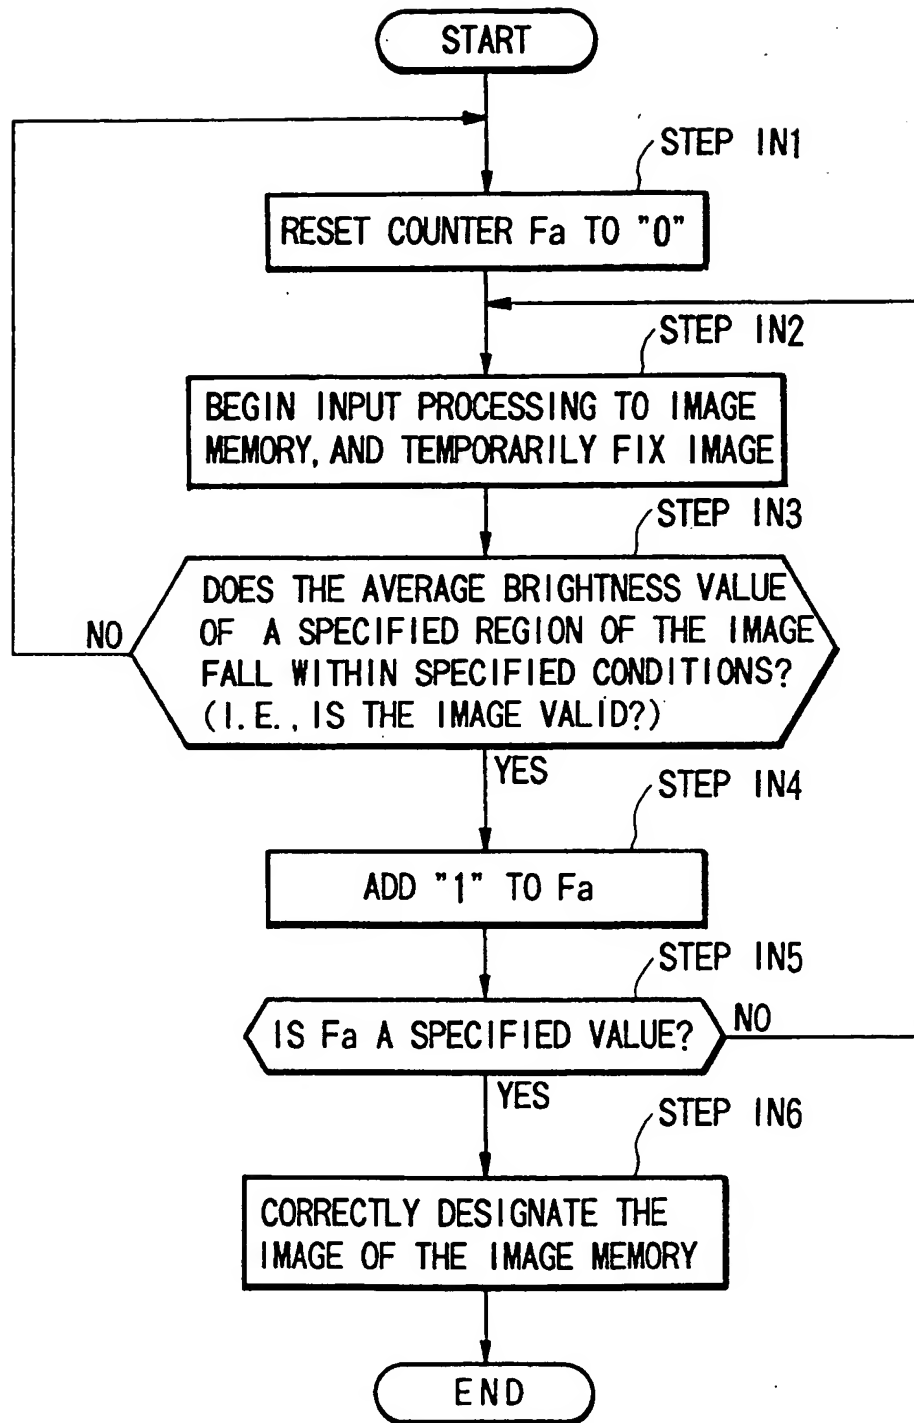 START
STEP IN1
RESET COUNTER Fa TO "0"
STEP IN2
BEGIN INPUT PROCESSING TO IMAGE
MEMORY, AND TEMPORARILY FIX IMAGE
STEP IN3
DOES THE AVERAGE BRIGHTNESS VALUE
OF A SPECIFIED REGION OF THE IMAGE
FALL WITHIN SPECIFIED CONDITIONS?
(I.E., IS THE IMAGE VALID?)
NO
YES
STEP IN4
ADD "1" TO Fa
STEP IN5
IS Fa A SPECIFIED VALUE?
NO
YES
STEP IN6
CORRECTLY DESIGNATE THE
IMAGE OF THE IMAGE MEMORY
END